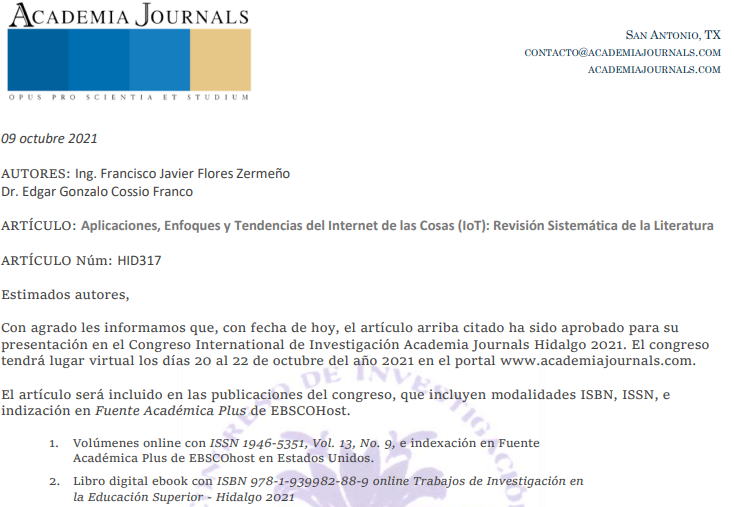 ACADEMIA JOURNALS
OPUS PRO SCIENTIA ET STUDIUM
SAN ANTONIO, TX
CONTACTO@ACADEMIAJOURNALS.COM
ACADEMIAJOURNALS.COM
09 octubre 2021
AUTORES: Ing. Francisco Javier Flores Zermeño
Dr. Edgar Gonzalo Cossio Franco
ARTÍCULO: Aplicaciones, Enfoques y Tendencias del Internet de las Cosas (IoT): Revisión Sistemática de la Literatura
ARTÍCULO Núm: HID317
Estimados autores,
Con agrado les informamos que, con fecha de hoy, el artículo arriba citado ha sido aprobado para su
presentación en el Congreso International de Investigación Academia Journals Hidalgo 2021. El congreso
tendrá lugar virtual los días 20 al 22 de octubre del año 2021 en el portal www.academiajournals.com.
El artículo será incluido en las publicaciones del congreso, que incluyen modalidades ISBN, ISSN, e
indización en Fuente Académica Plus de EBSCOHost.
1. Volúmenes online con ISSN 1946-5351, Vol. 13, No. 9, e indexación en Fuente
Académica Plus de EBSCOhost en Estados Unidos.
2. Libro digital ebook con ISBN 978-1-939982-88-9 online Trabajos de Investigación en
la Educación Superior - Hidalgo 2021